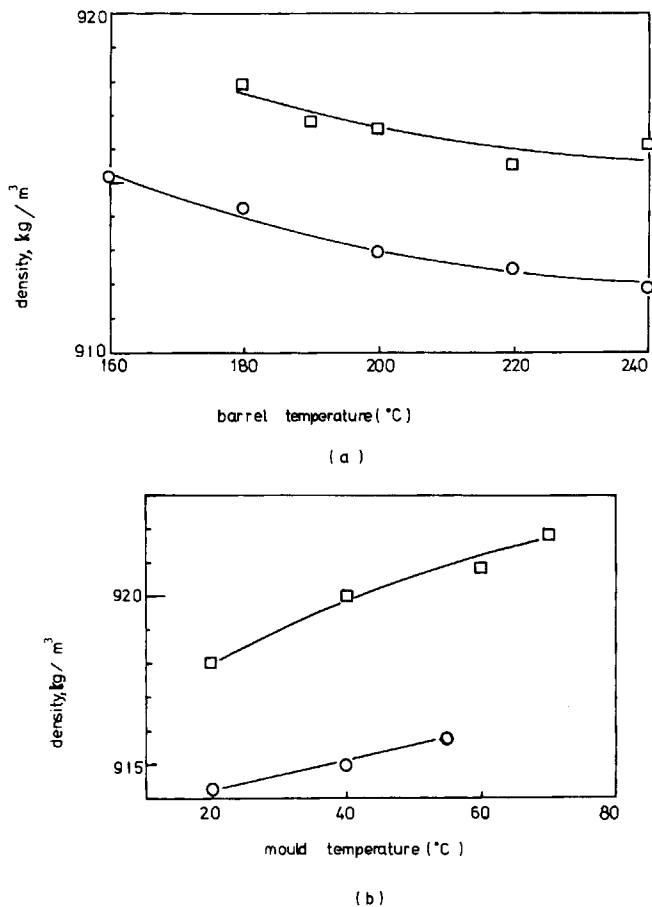 920
density, kg/m³
910
160 180 200 220 240
barrel temperature (°C)
(a)
920
density, kg/m³
915
20 40 60 80
mould temperature (°C)
(b)